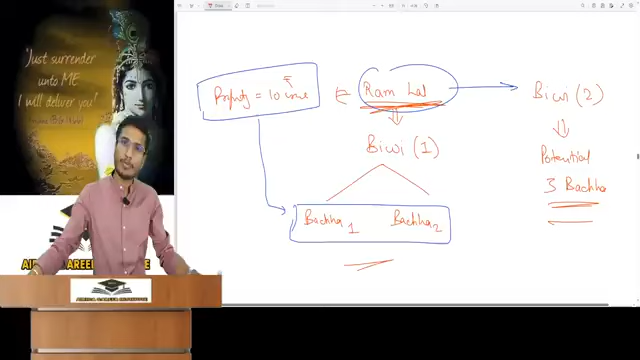 "Just surrender
unto ME
I will deliver you"
Property = 10 crore
₹
Ram Lal
Biwi (2)
Biwi (1)
Potential
3 Bachha
Bachha 1
Bachha 2